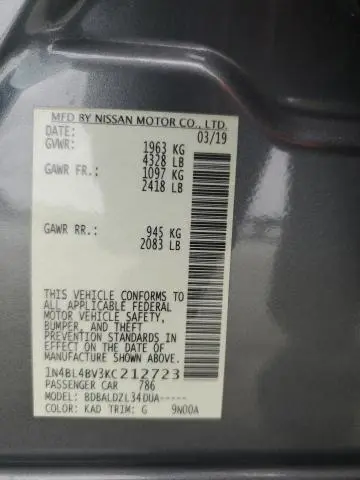 MFD BY NISSAN MOTOR CO., LTD.
DATE: 03/19
GVWR: 1963 KG
4328 LB
GAWR FR.: 1097 KG
2418 LB
GAWR RR.: 945 KG
2083 LB
THIS VEHICLE CONFORMS TO
ALL APPLICABLE FEDERAL
MOTOR VEHICLE SAFETY,
BUMPER, AND THEFT
PREVENTION STANDARDS IN
EFFECT ON THE DATE OF
MANUFACTURE SHOWN ABOVE.
1N4BL4BV3KC212723
PASSENGER CAR 786
MODEL: BDBALDZL34DUA-----
COLOR: KAD TRIM: G 9N00A